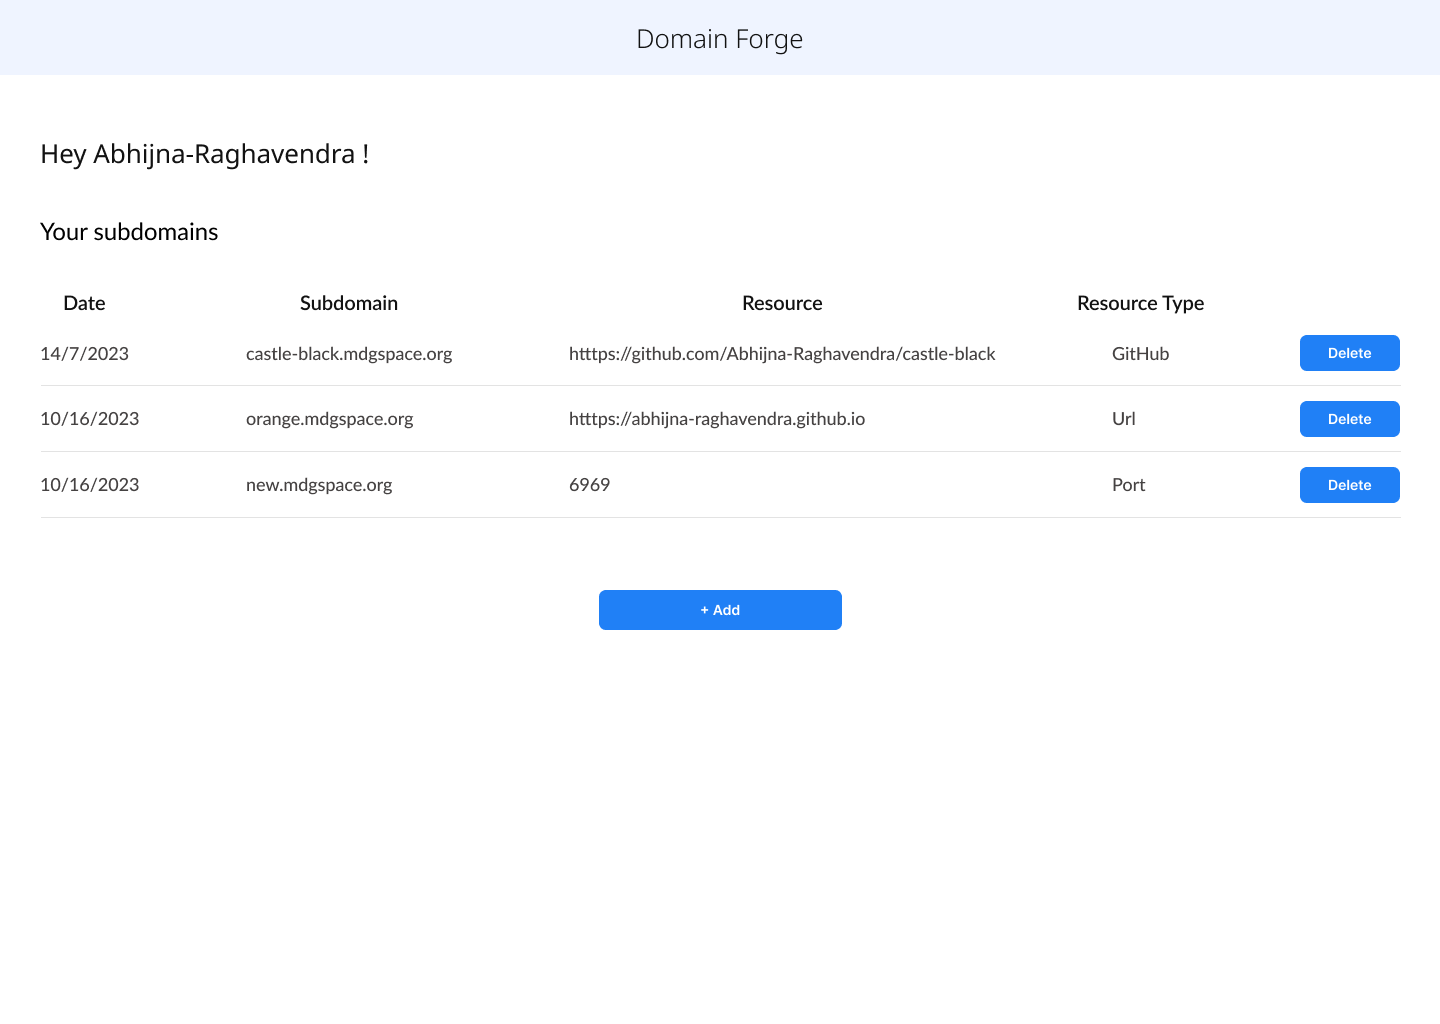 Domain Forge
Hey Abhijna-Raghavendra !
Your subdomains
Date Subdomain Resource Resource Type
14/7/2023 castle-black.mdgspace.org htttps://github.com/Abhijna-Raghavendra/castle-black GitHub Delete
10/16/2023 orange.mdgspace.org htttps://abhijna-raghavendra.github.io Url Delete
10/16/2023 new.mdgspace.org 6969 Port Delete
+ Add